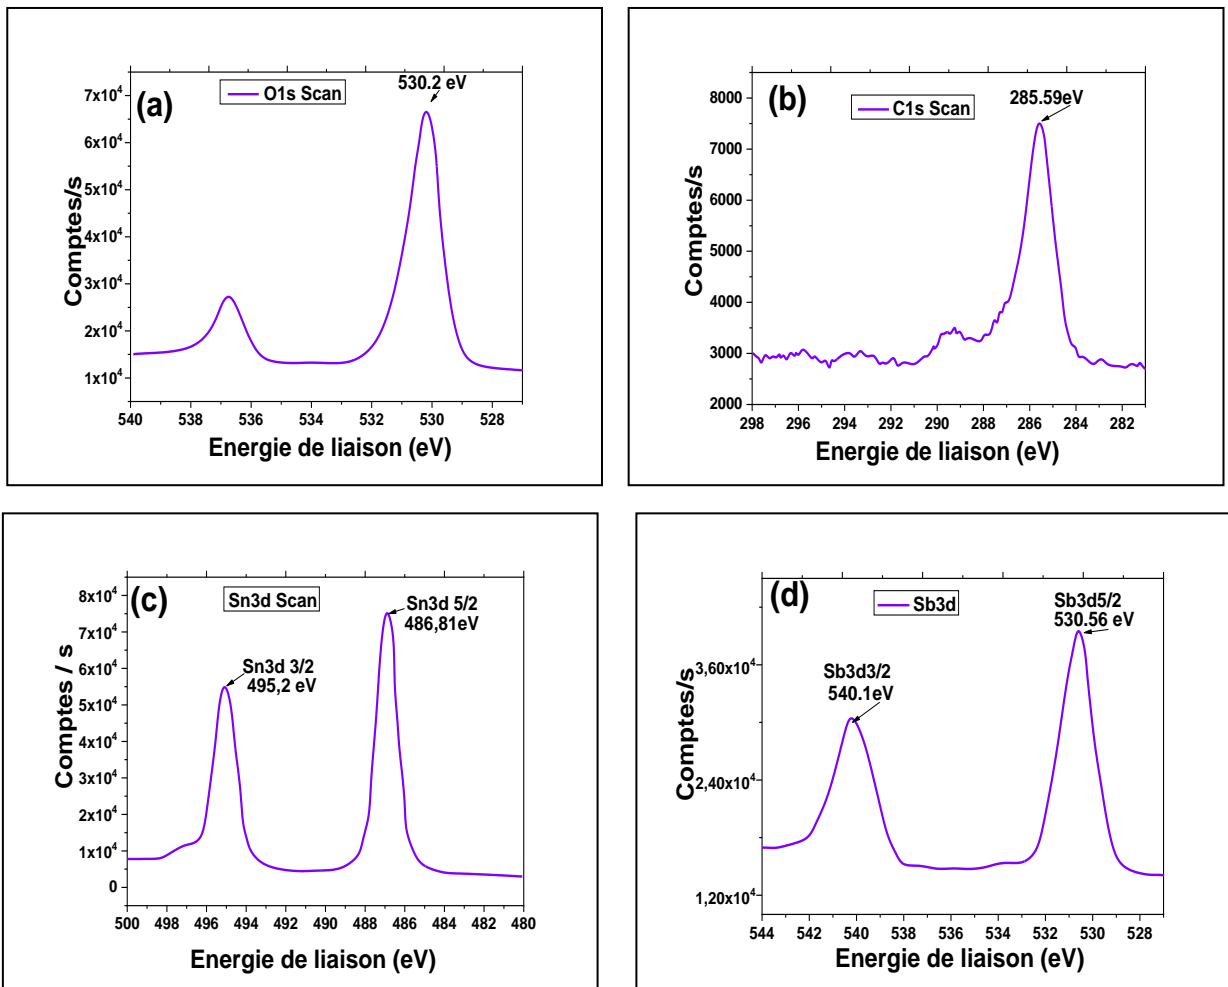 (a)
O1s Scan
530.2 eV
7x10⁴
6x10⁴
5x10⁴
4x10⁴
3x10⁴
2x10⁴
1x10⁴
Comptes/s
540 538 536 534 532 530 528
Energie de liaison (eV)
(b)
C1s Scan
285.59eV
8000
7000
6000
5000
4000
3000
2000
Comptes/s
298 296 294 292 290 288 286 284 282
Energie de liaison (eV)
(c)
Sn3d Scan
Sn3d 5/2
486,81eV
Sn3d 3/2
495,2 eV
8x10⁴
7x10⁴
6x10⁴
5x10⁴
4x10⁴
3x10⁴
2x10⁴
1x10⁴
0
Comptes / s
500 498 496 494 492 490 488 486 484 482 480
Energie de liaison (eV)
(d)
Sb3d
Sb3d5/2
530.56 eV
Sb3d3/2
540.1eV
3,60x10⁴
2,40x10⁴
1,20x10⁴
Comptes/s
544 542 540 538 536 534 532 530 528
Energie de liaison (eV)